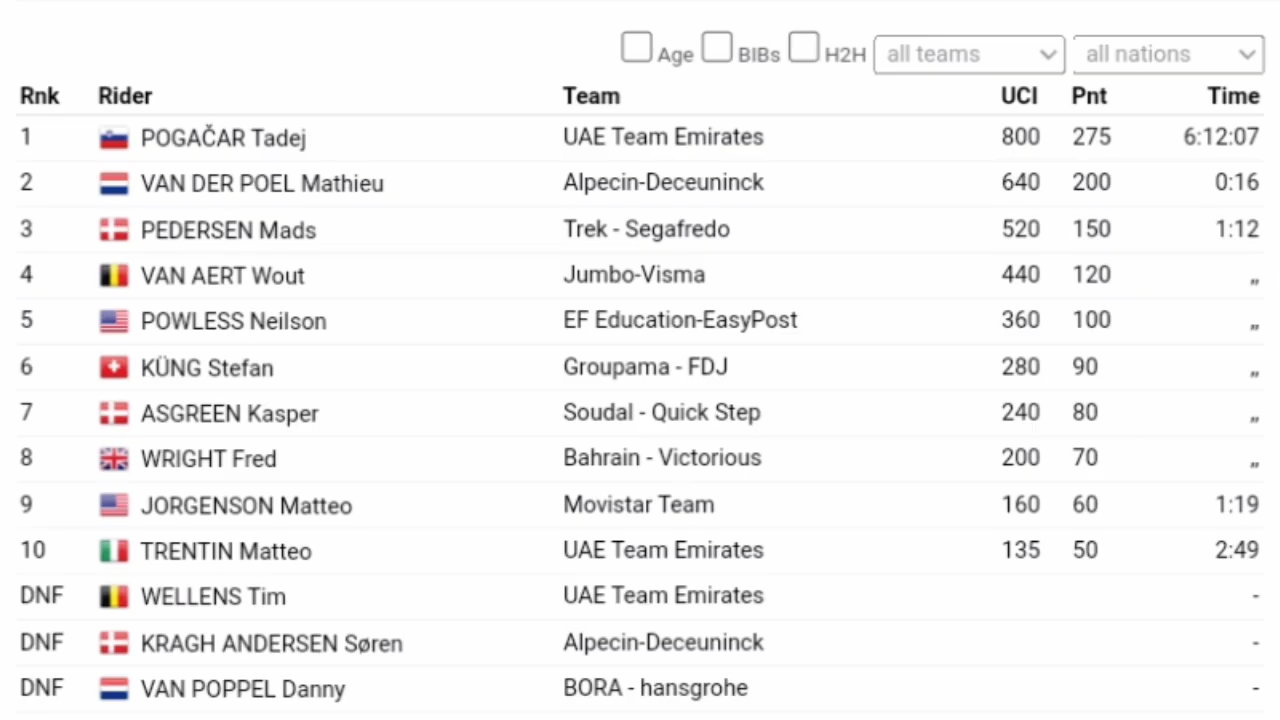 Age BIBs H2H all teams all nations
Rnk Rider Team UCI Pnt Time
1 POGAČAR Tadej UAE Team Emirates 800 275 6:12:07
2 VAN DER POEL Mathieu Alpecin-Deceuninck 640 200 0:16
3 PEDERSEN Mads Trek - Segafredo 520 150 1:12
4 VAN AERT Wout Jumbo-Visma 440 120 „
5 POWLESS Neilson EF Education-EasyPost 360 100 „
6 KÜNG Stefan Groupama - FDJ 280 90 „
7 ASGREEN Kasper Soudal - Quick Step 240 80 „
8 WRIGHT Fred Bahrain - Victorious 200 70 „
9 JORGENSON Matteo Movistar Team 160 60 1:19
10 TRENTIN Matteo UAE Team Emirates 135 50 2:49
DNF WELLENS Tim UAE Team Emirates -
DNF KRAGH ANDERSEN Søren Alpecin-Deceuninck -
DNF VAN POPPEL Danny BORA - hansgrohe -